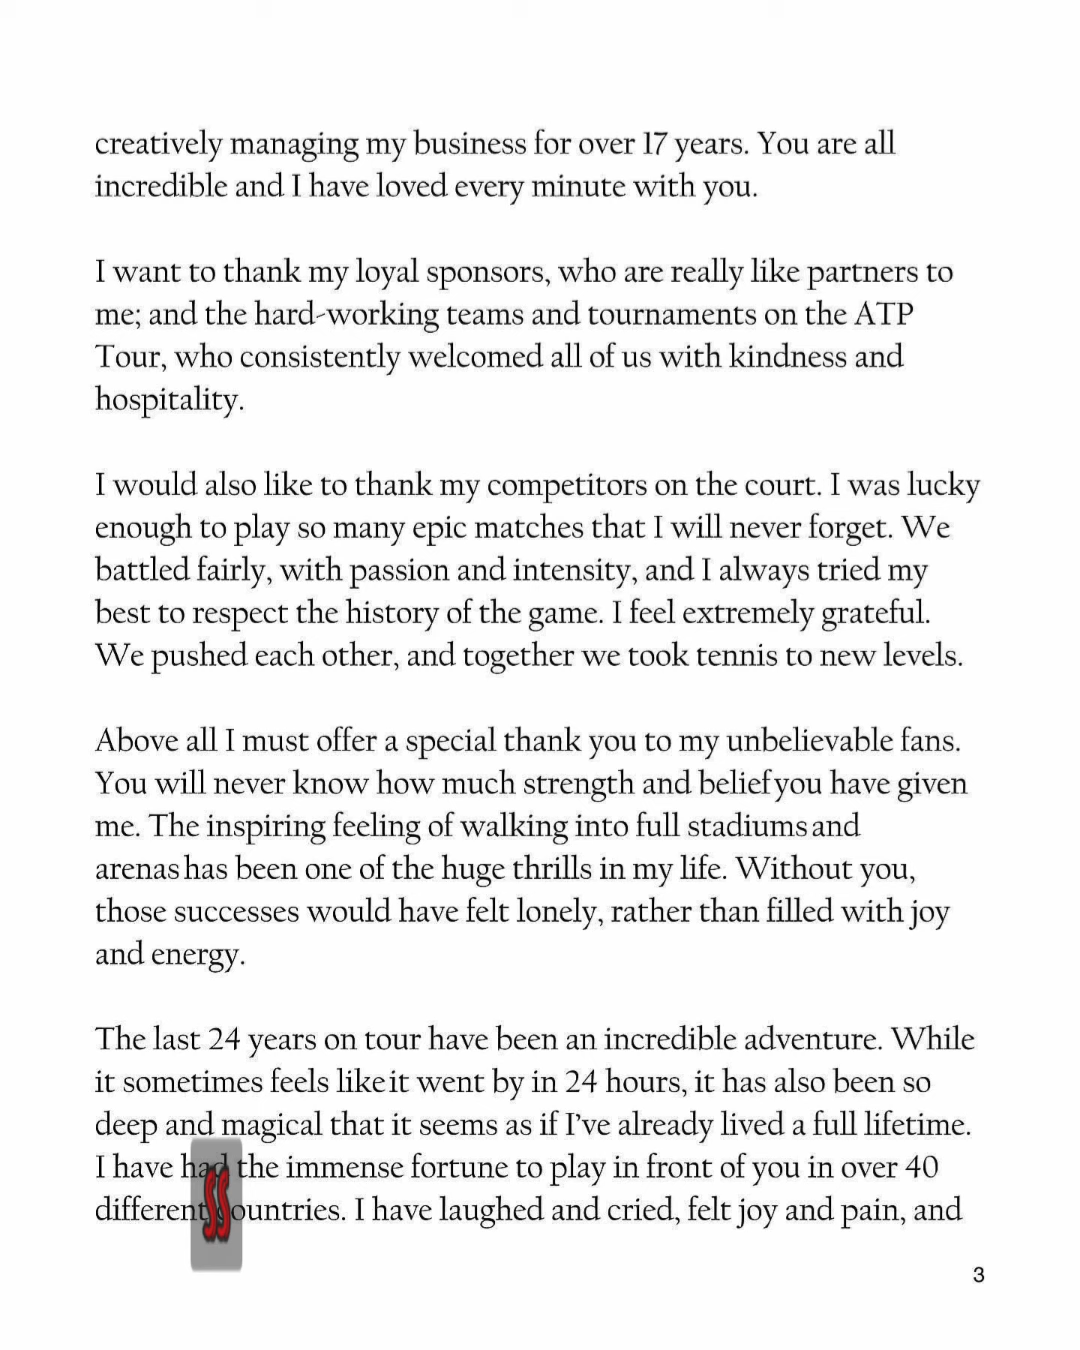 creatively managing my business for over 17 years. You are all
incredible and I have loved every minute with you.
I want to thank my loyal sponsors, who are really like partners to
me; and the hard-working teams and tournaments on the ATP
Tour, who consistently welcomed all of us with kindness and
hospitality.
I would also like to thank my competitors on the court. I was lucky
enough to play so many epic matches that I will never forget. We
battled fairly, with passion and intensity, and I always tried my
best to respect the history of the game. I feel extremely grateful.
We pushed each other, and together we took tennis to new levels.
Above all I must offer a special thank you to my unbelievable fans.
You will never know how much strength and belief you have given
me. The inspiring feeling of walking into full stadiums and
arenas has been one of the huge thrills in my life. Without you,
those successes would have felt lonely, rather than filled with joy
and energy.
The last 24 years on tour have been an incredible adventure. While
it sometimes feels like it went by in 24 hours, it has also been so
deep and magical that it seems as if I've already lived a full lifetime.
I have had the immense fortune to play in front of you in over 40
different countries. I have laughed and cried, felt joy and pain, and
SS
3